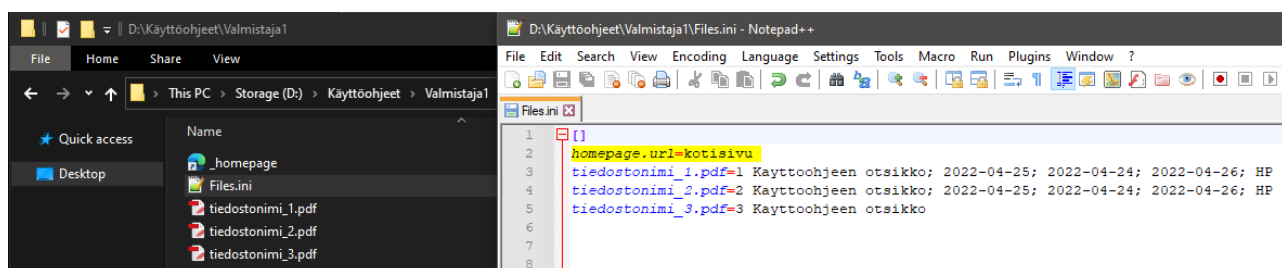 D:\Käyttöohjeet\Valmistaja1
File Home Share View
This PC > Storage (D:) > Käyttöohjeet > Valmistaja1
Quick access
Desktop
Name
_homepage
Files.ini
tiedostonimi_1.pdf
tiedostonimi_2.pdf
tiedostonimi_3.pdf
D:\Käyttöohjeet\Valmistaja1\Files.ini - Notepad++
File Edit Search View Encoding Language Settings Tools Macro Run Plugins Window ?
Files.ini
1 []
2 homepage.url=kotisivu
3 tiedostonimi_1.pdf=1 Kayttoohjeen otsikko; 2022-04-25; 2022-04-24; 2022-04-26; HP
4 tiedostonimi_2.pdf=2 Kayttoohjeen otsikko; 2022-04-25; 2022-04-24; 2022-04-26; HP
5 tiedostonimi_3.pdf=3 Kayttoohjeen otsikko
6
7
8